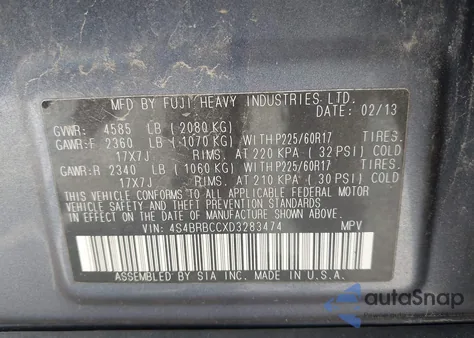 MFD BY FUJI HEAVY INDUSTRIES LTD.
DATE: 02/13
GVWR: 4585 LB (2080 KG)
GAWR:F 2360 LB (1070 KG) WITH P225/60R17 TIRES.
17X7J RIMS. AT 220 KPA (32 PSI) COLD
GAWR:R 2340 LB (1060 KG) WITH P225/60R17 TIRES.
17X7J RIMS. AT 210 KPA (30 PSI) COLD
THIS VEHICLE CONFORMS TO ALL APPLICABLE FEDERAL MOTOR
VEHICLE SAFETY AND BUMPER STANDARDS IN EFFECT
ON THE DATE OF MANUFACTURE SHOWN ABOVE.
VIN: 4S4BRBCCXD3283474 MPV
ASSEMBLED BY SIA INC. MADE IN U.S.A.
autaSnap